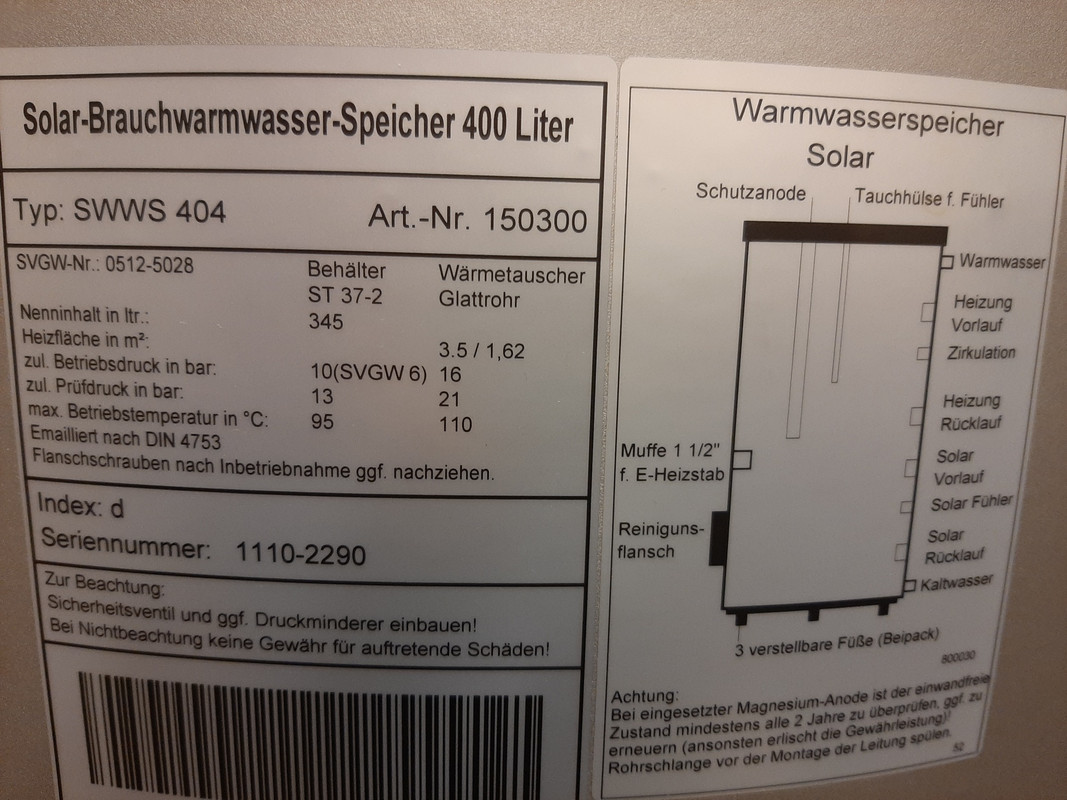 Solar-Brauchwarmwasser-Speicher 400 Liter
Typ: SWWS 404 Art.-Nr. 150300
SVGW-Nr.: 0512-5028 Behälter Wärmetauscher
ST 37-2 Glattrohr
Nenninhalt in ltr.: 345
Heizfläche in m²: 3.5 / 1,62
zul. Betriebsdruck in bar: 10(SVGW 6) 16
zul. Prüfdruck in bar: 13 21
max. Betriebstemperatur in °C: 95 110
Emailliert nach DIN 4753
Flanschschrauben nach Inbetriebnahme ggf. nachziehen.
Index: d
Seriennummer: 1110-2290
Zur Beachtung:
Sicherheitsventil und ggf. Druckminderer einbauen!
Bei Nichtbeachtung keine Gewähr für auftretende Schäden!
Warmwasserspeicher
Solar
Schutzanode Tauchhülse f. Fühler
Warmwasser
Heizung
Vorlauf
Zirkulation
Heizung
Rücklauf
Muffe 1 1/2"
f. E-Heizstab
Solar
Vorlauf
Solar Fühler
Reiniguns-
flansch
Solar
Rücklauf
Kaltwasser
3 verstellbare Füße (Beipack)
800030
Achtung:
Bei eingesetzter Magnesium-Anode ist der einwandfreie
Zustand mindestens alle 2 Jahre zu überprüfen, ggf. zu
erneuern (ansonsten erlischt die Gewährleistung)!
Rohrschlange vor der Montage der Leitung spülen.
52